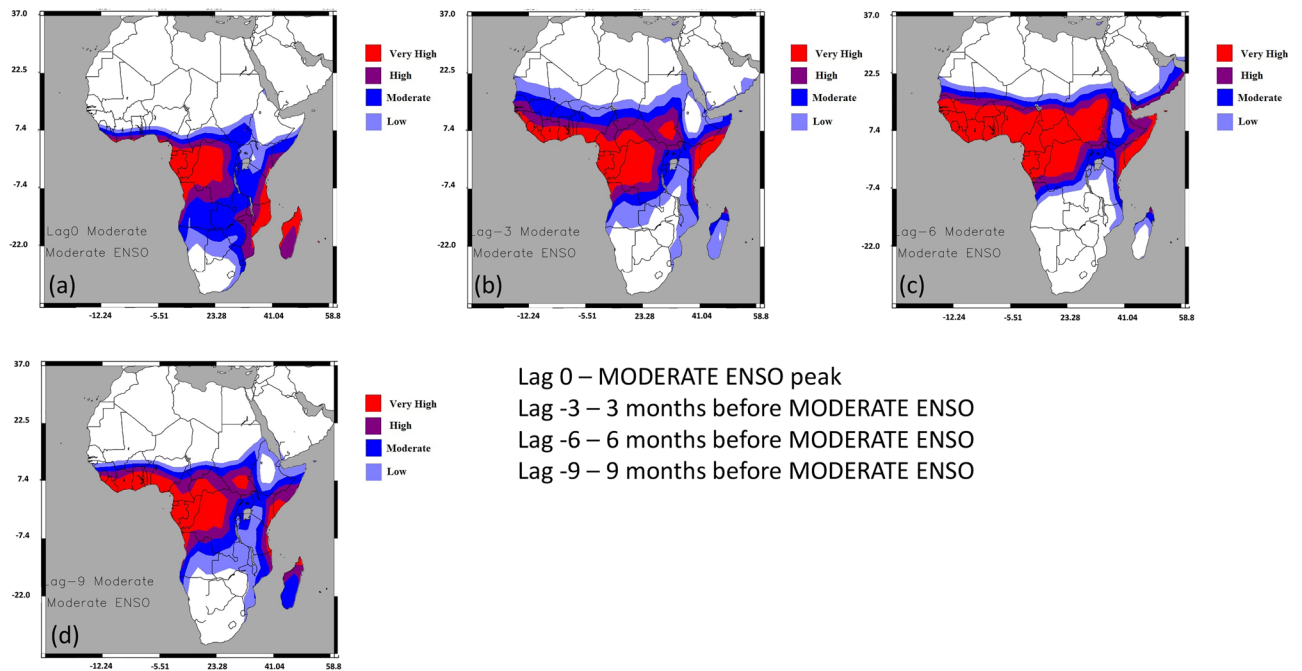 37.0
22.5
7.4
-7.4
-22.0
-12.24 -5.51 23.28 41.04 58.8
Very High
High
Moderate
Low
Lag0 Moderate
Moderate ENSO
(a)
37.0
22.5
7.4
-7.4
-22.0
-12.24 -5.51 23.28 41.04 58.8
Very High
High
Moderate
Low
Lag-3 Moderate
Moderate ENSO
(b)
37.0
22.5
7.4
-7.4
-22.0
-12.24 -5.51 23.28 41.04 58.8
Very High
High
Moderate
Low
Lag-6 Moderate
Moderate ENSO
(c)
37.0
22.5
7.4
-7.4
-22.0
-12.24 -5.51 23.28 41.04 58.8
Very High
High
Moderate
Low
Lag-9 Moderate
Moderate ENSO
(d)
Lag 0 – MODERATE ENSO peak
Lag -3 – 3 months before MODERATE ENSO
Lag -6 – 6 months before MODERATE ENSO
Lag -9 – 9 months before MODERATE ENSO